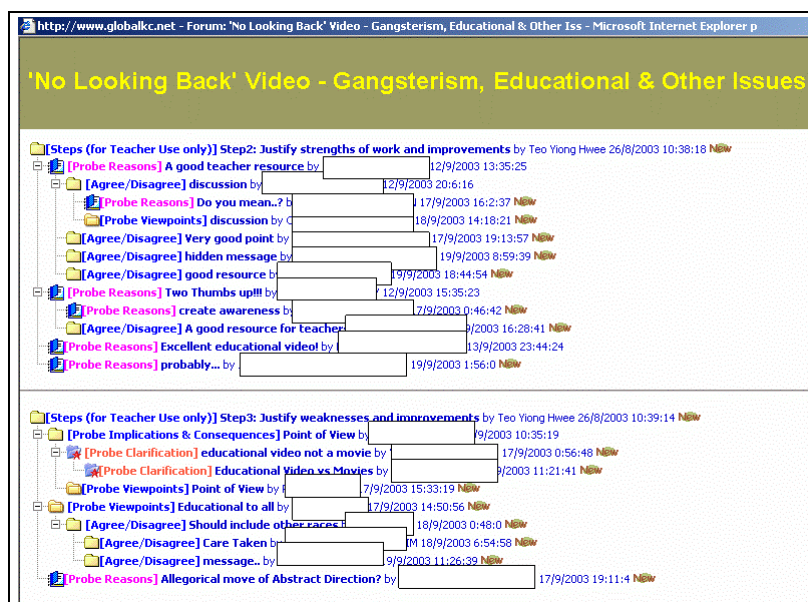 http://www.globalkc.net - Forum: 'No Looking Back' Video - Gangsterism, Educational & Other Iss - Microsoft Internet Explorer p
'No Looking Back' Video - Gangsterism, Educational & Other Issues
[Steps (for Teacher Use only)] Step2: Justify strengths of work and improvements by Teo Yiong Hwee 26/8/2003 10:38:18 New
[Probe Reasons] A good teacher resource by 12/9/2003 13:35:25
[Agree/Disagree] discussion by 12/9/2003 20:6:16
[Probe Reasons] Do you mean..? 17/9/2003 16:2:37 New
[Probe Viewpoints] discussion by 18/9/2003 14:18:21 New
[Agree/Disagree] Very good point by 17/9/2003 19:13:57 New
[Agree/Disagree] hidden message by 19/9/2003 8:59:39 New
[Agree/Disagree] good resource by 19/9/2003 18:44:54 New
[Probe Reasons] Two Thumbs up!!! by 12/9/2003 15:35:23
[Probe Reasons] create awareness by 7/9/2003 0:46:42 New
[Agree/Disagree] A good resource for teachers /9/2003 16:28:41 New
[Probe Reasons] Excellent educational video! by 13/9/2003 23:44:24
[Probe Reasons] probably... by 19/9/2003 1:56:0 New
[Steps (for Teacher Use only)] Step3: Justify weaknesses and improvements by Teo Yiong Hwee 26/8/2003 10:39:14 New
[Probe Implications & Consequences] Point of View by /9/2003 10:35:19
[Probe Clarification] educational video not a movie by 17/9/2003 0:56:48 New
[Probe Clarification] Educational Video vs Movies by 9/2003 11:21:41 New
[Probe Viewpoints] Point of View by 7/9/2003 15:33:19 New
[Probe Viewpoints] Educational to all by 17/9/2003 14:50:56 New
[Agree/Disagree] Should include other races 18/9/2003 0:48:0 New
[Agree/Disagree] Care Taken by M 18/9/2003 6:54:58 New
[Agree/Disagree] message.. by 9/9/2003 11:26:39 New
[Probe Reasons] Allegorical move of Abstract Direction? by 17/9/2003 19:11:4 New